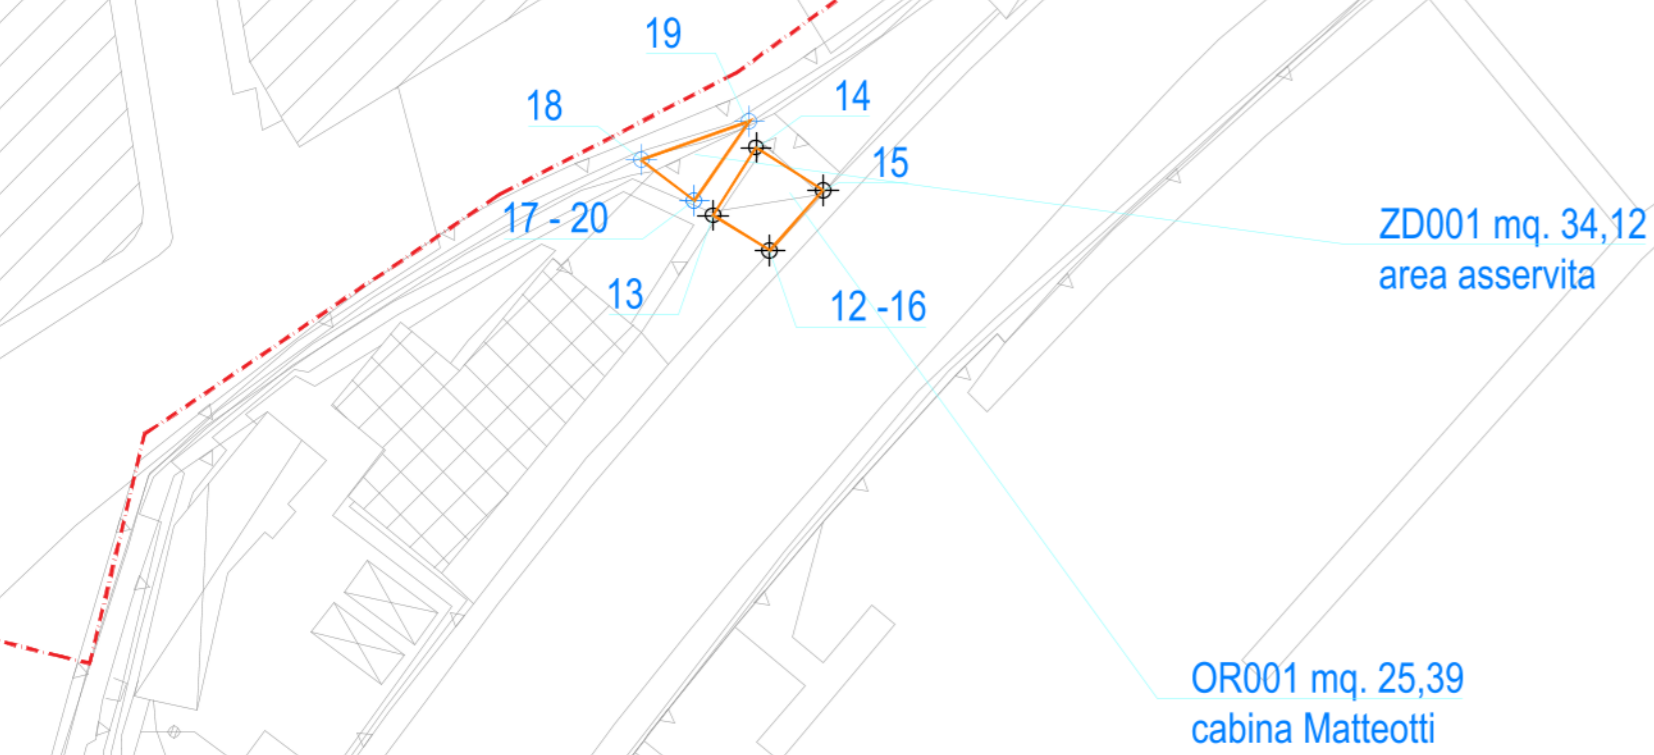 19
18
14
15
17 - 20
ZD001 mq. 34,12
area asservita
13
12 -16
OR001 mq. 25,39
cabina Matteotti